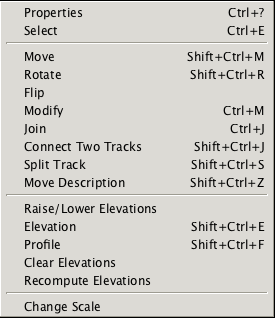 Properties Ctrl+?
Select Ctrl+E
Move Shift+Ctrl+M
Rotate Shift+Ctrl+R
Flip
Modify Ctrl+M
Join Ctrl+J
Connect Two Tracks Shift+Ctrl+J
Split Track Shift+Ctrl+S
Move Description Shift+Ctrl+Z
Raise/Lower Elevations
Elevation Shift+Ctrl+E
Profile Shift+Ctrl+F
Clear Elevations
Recompute Elevations
Change Scale